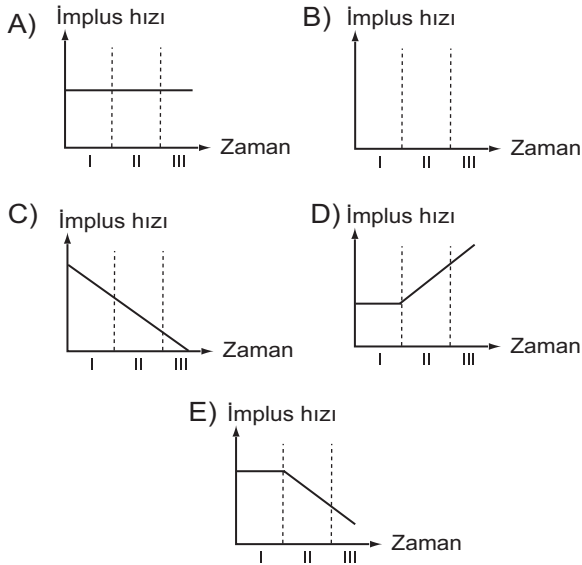 A) İmplus hızı
Zaman
I II III
B) İmplus hızı
Zaman
I II III
C) İmplus hızı
Zaman
I II III
D) İmplus hızı
Zaman
I II III
E) İmplus hızı
Zaman
I II III